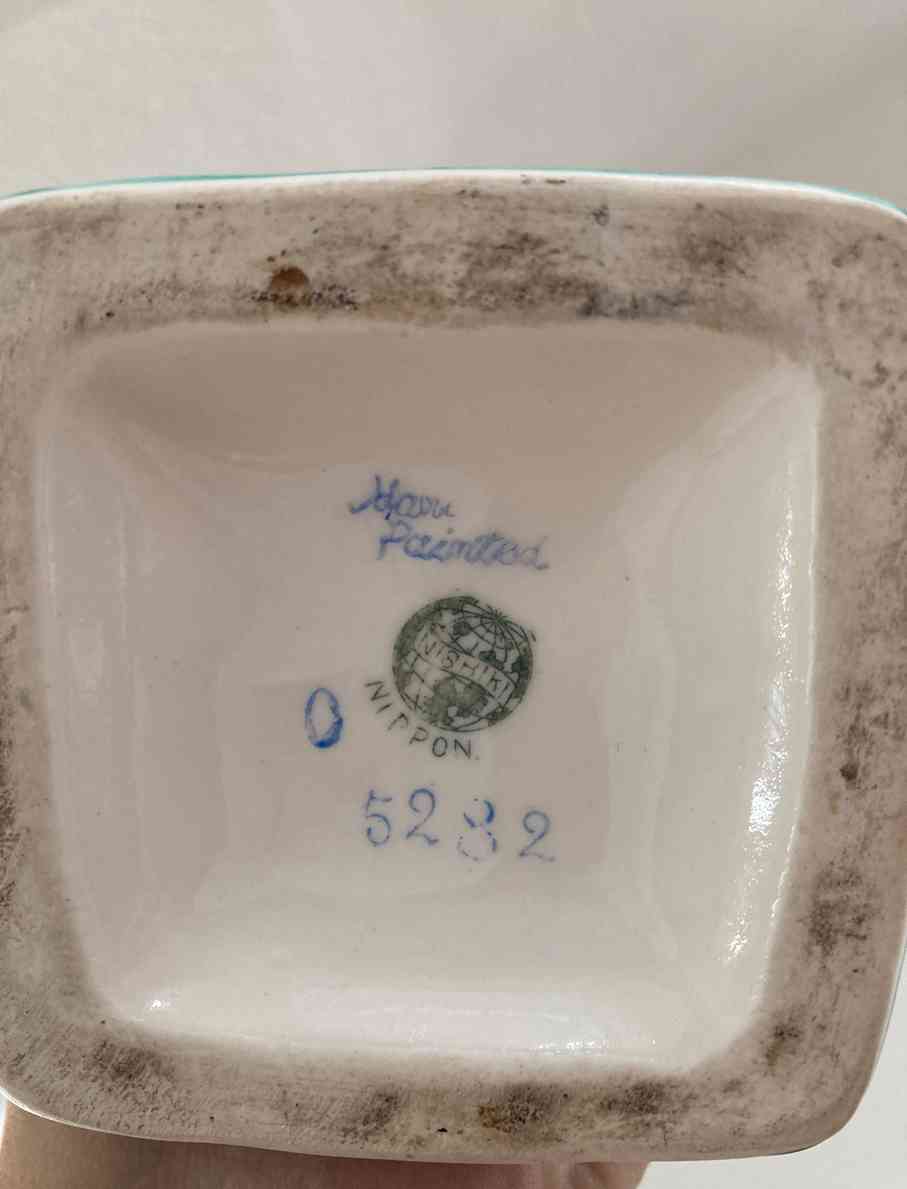 Hand
Painted
NISHIKI
NIPPON.
0
5282